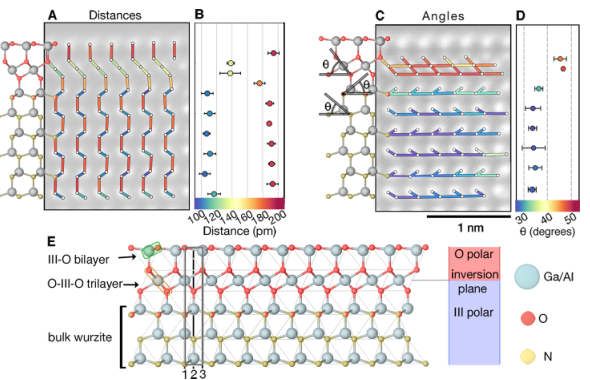 A Distances B
C Angles D
θ
θ
θ
100 120 140 160 180 200
Distance (pm)
1 nm
30 40 50
θ (degrees)
E
III-O bilayer
O-III-O trilayer
bulk wurzite
1 2 3
O polar
inversion
plane
III polar
Ga/Al
O
N